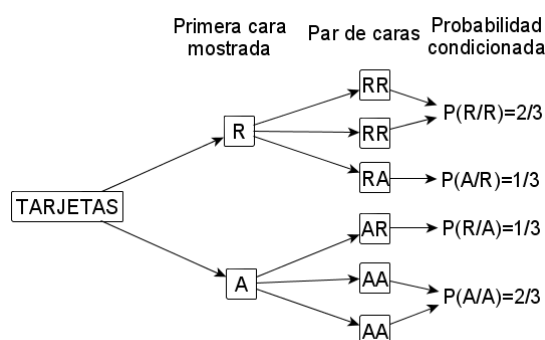 Primera cara
mostrada
Par de caras
Probabilidad
condicionada
TARJETAS
R
RR
RR
RA
P(R/R)=2/3
P(A/R)=1/3
A
AR
AA
AA
P(R/A)=1/3
P(A/A)=2/3